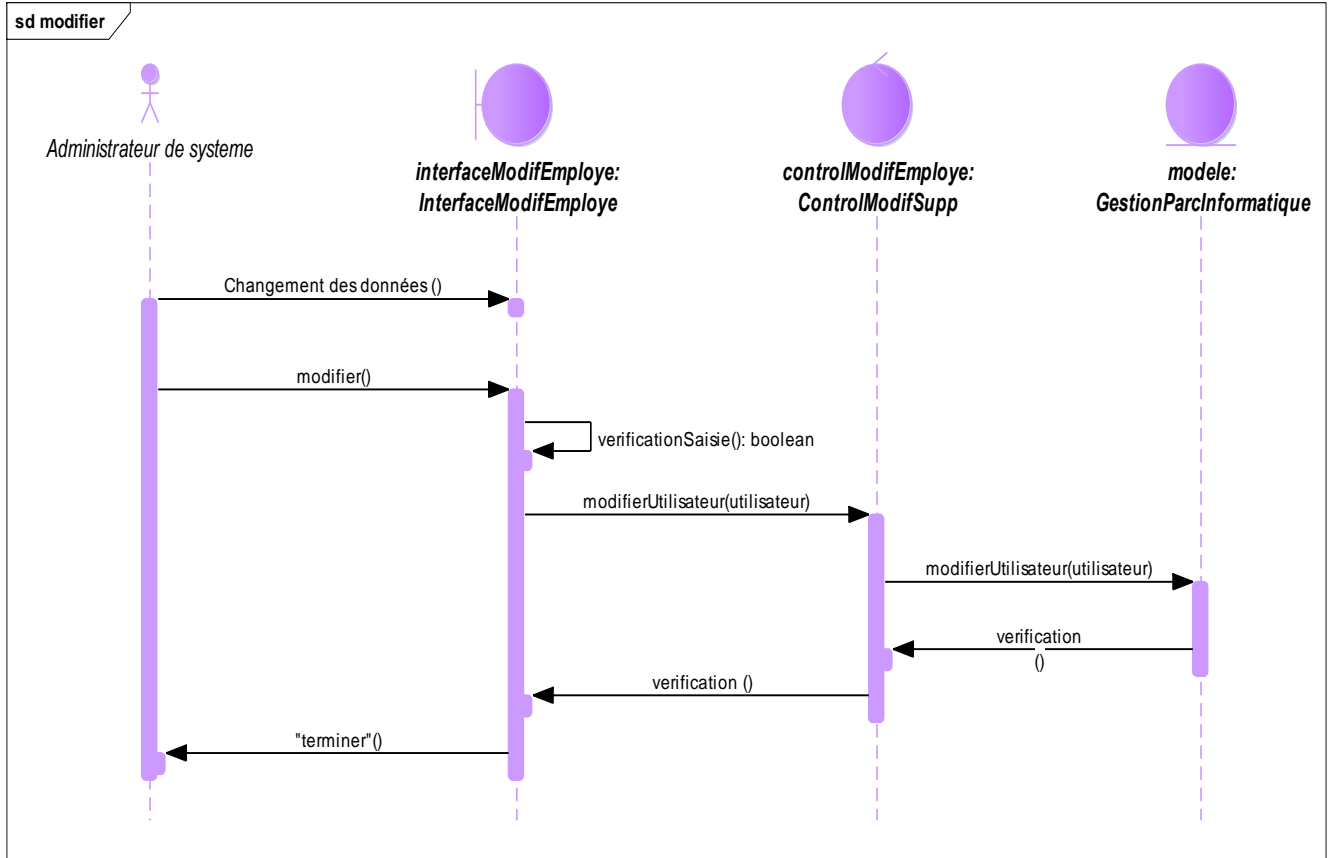 sd modifier
Administrateur de systeme
interfaceModifEmploye:
InterfaceModifEmploye
controlModifEmploye:
ControlModifSupp
modele:
GestionParcInformatique
Changement des données ()
modifier()
verificationSaisie(): boolean
modifierUtilisateur(utilisateur)
modifierUtilisateur(utilisateur)
verification
()
verification ()
"terminer"()